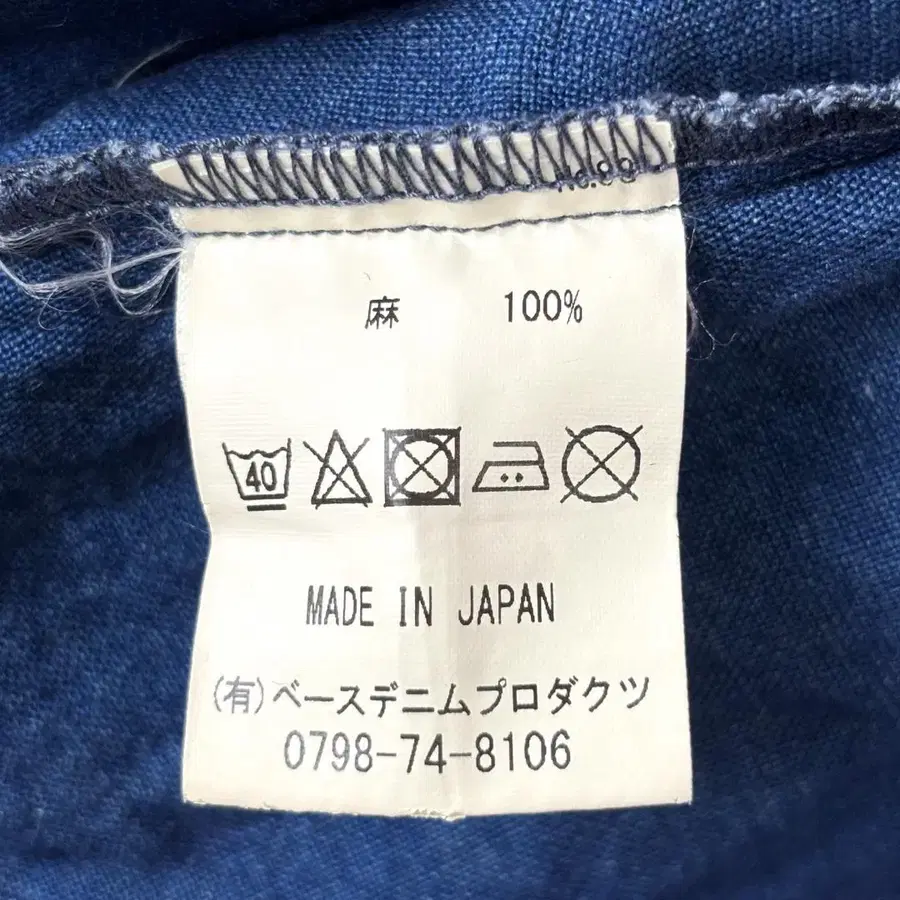 麻 100%
40
MADE IN JAPAN
(有)ベースデニムプロダクツ
0798-74-8106